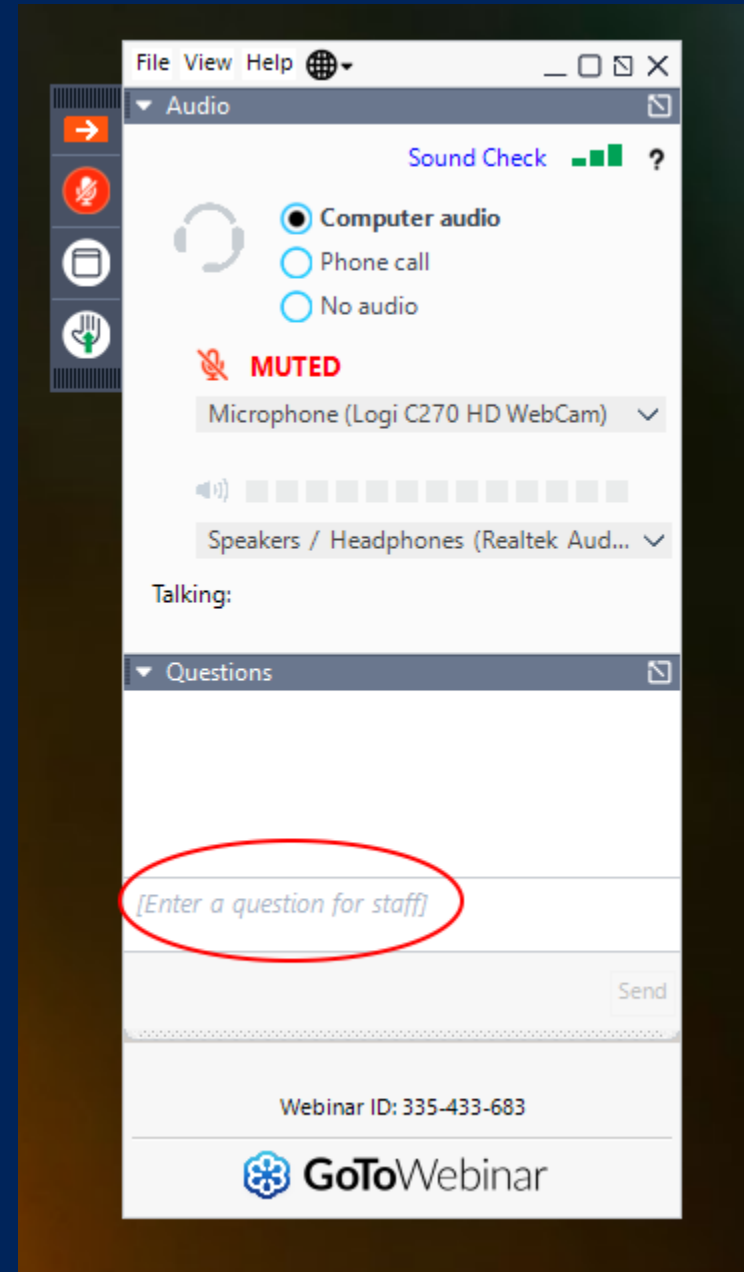 File View Help
Audio
Sound Check ?
Computer audio
Phone call
No audio
MUTED
Microphone (Logi C270 HD WebCam)
Speakers / Headphones (Realtek Aud...
Talking:
Questions
[Enter a question for staff]
Send
Webinar ID: 335-433-683
GoToWebinar